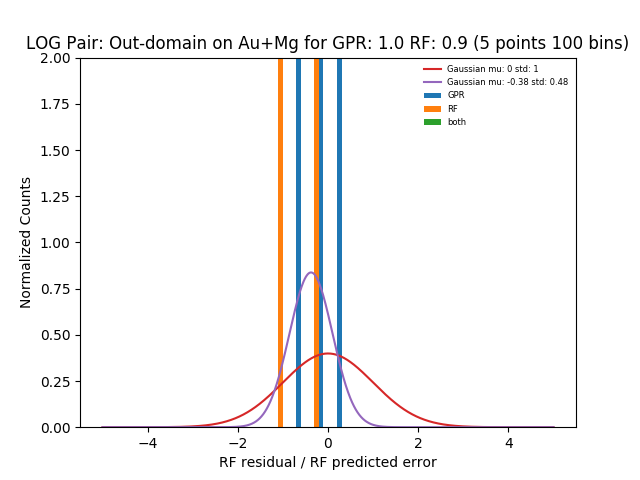 LOG Pair: Out-domain on Au+Mg for GPR: 1.0 RF: 0.9 (5 points 100 bins)
2.00
1.75
1.50
1.25
1.00
0.75
0.50
0.25
0.00
Normalized Counts
Gaussian mu: 0 std: 1
Gaussian mu: -0.38 std: 0.48
GPR
RF
both
−4 −2 0 2 4
RF residual / RF predicted error